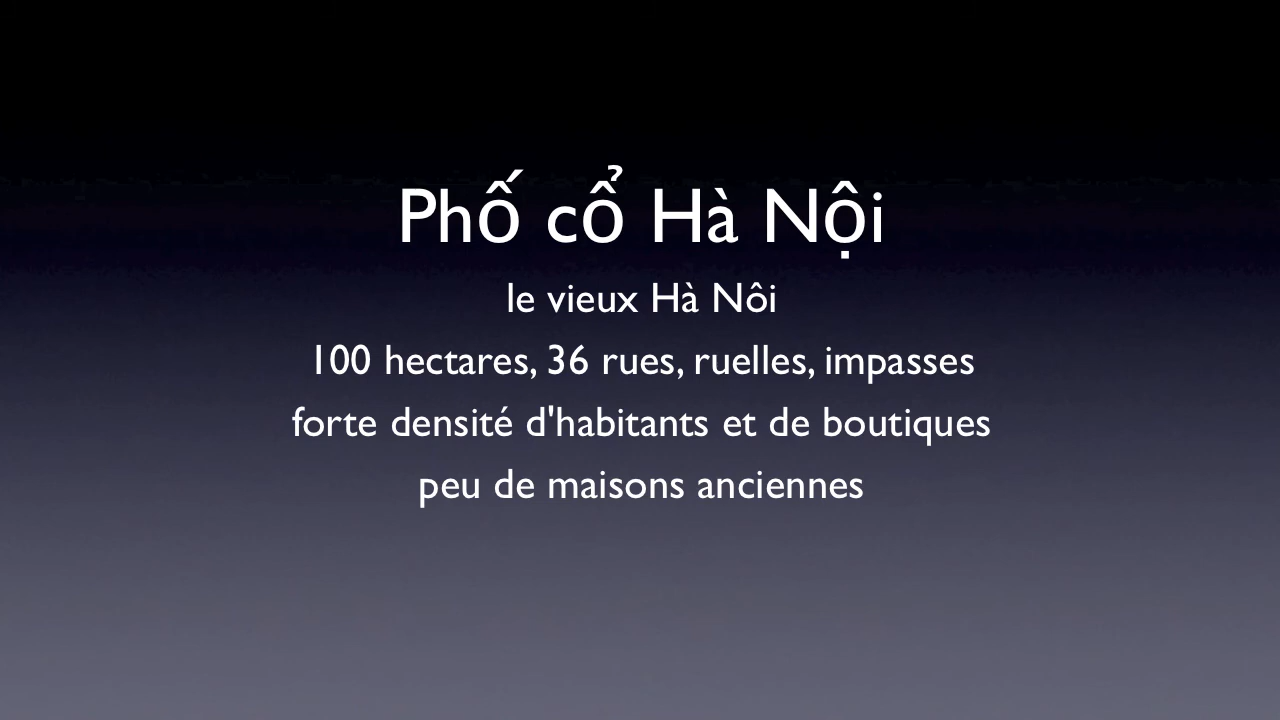 Phố cổ Hà Nội
le vieux Hà Nôi
100 hectares, 36 rues, ruelles, impasses
forte densité d'habitants et de boutiques
peu de maisons anciennes